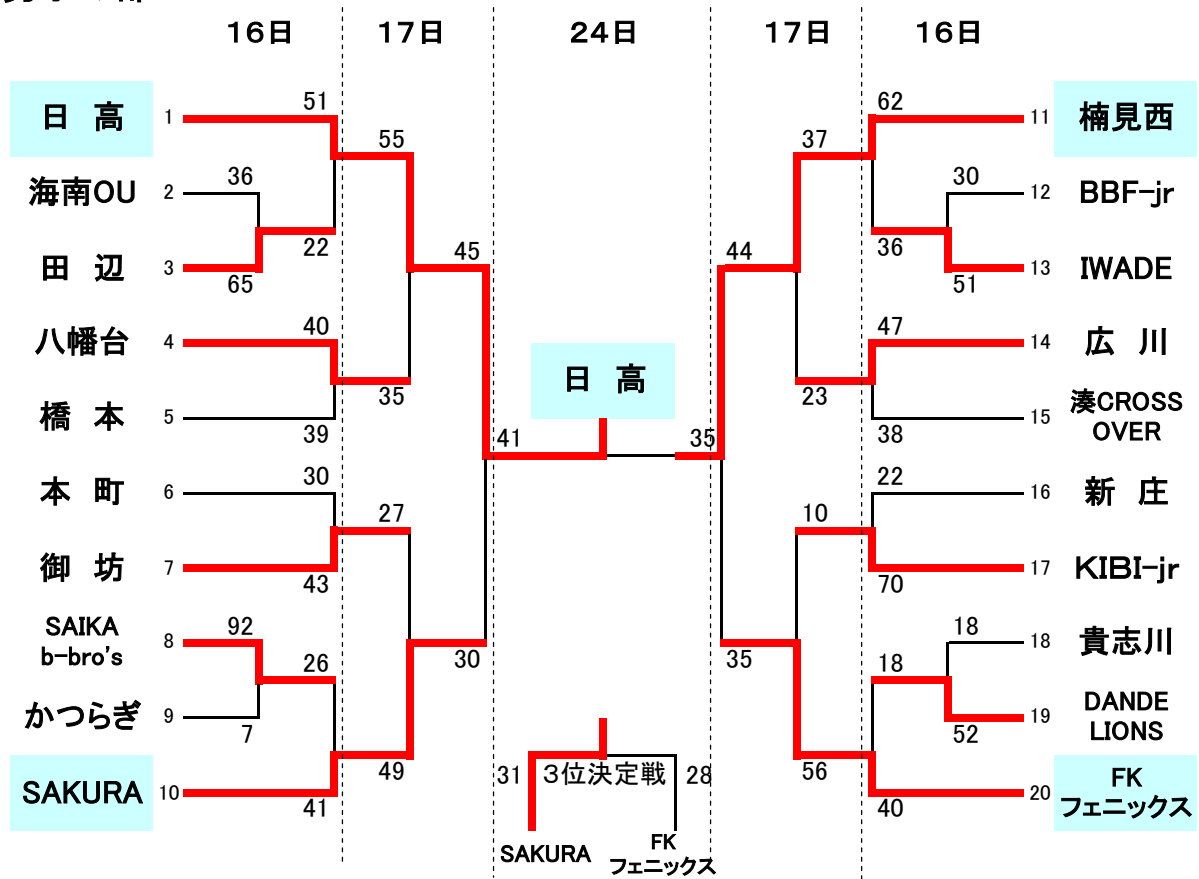 16日 17日 24日 17日 16日
日 高 1 51
55
海南OU 2 36
22
田 辺 3 65
45
八幡台 4 40
35
橋 本 5 39
本 町 6 30
27
御 坊 7 43
SAIKA
b-bro's
8 92
26
かつらぎ 9 7
30
49
SAKURA 10 41
日 高
41 35
62 11 楠見西
37
30 12 BBF-jr
36
51 13 IWADE
44
47 14 広 川
23
38 15
湊CROSS
OVER
22 16 新 庄
10
70 17 KIBI-jr
35
18 18 貴志川
18
52 19
DANDE
LIONS
56
40 20
FK
フェニックス
31 3位決定戦 28
SAKURA
FK
フェニックス